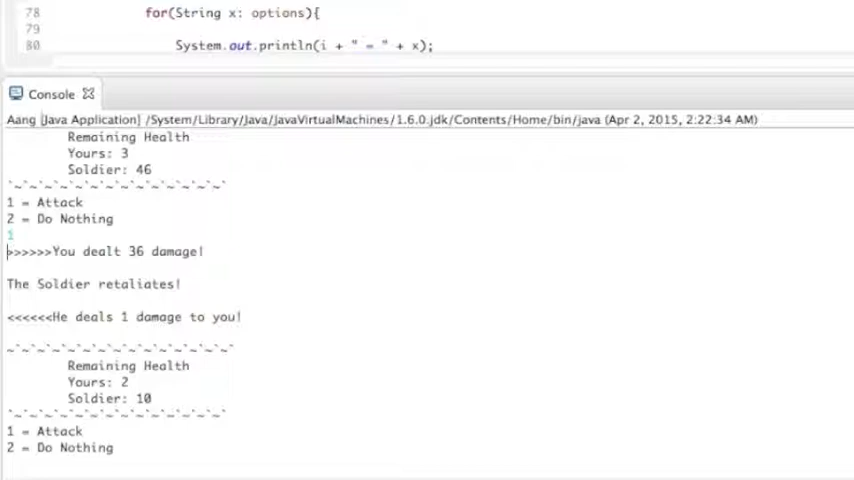 78 for(String x: options){
79
80 System.out.println(i + " = " + x);
Console
Aang [Java Application] /System/Library/Java/JavaVirtualMachines/1.6.0.jdk/Contents/Home/bin/java (Apr 2, 2015, 2:22:34 AM)
Remaining Health
Yours: 3
Soldier: 46
`~`~`~`~`~`~`~`~`~`~`~`~`~`~`
1 = Attack
2 = Do Nothing
1
>>>>>>You dealt 36 damage!
The Soldier retaliates!
<<<<<<He deals 1 damage to you!
~`~`~`~`~`~`~`~`~`~`~`~`~`~`~`
Remaining Health
Yours: 2
Soldier: 10
`~`~`~`~`~`~`~`~`~`~`~`~`~`~`
1 = Attack
2 = Do Nothing